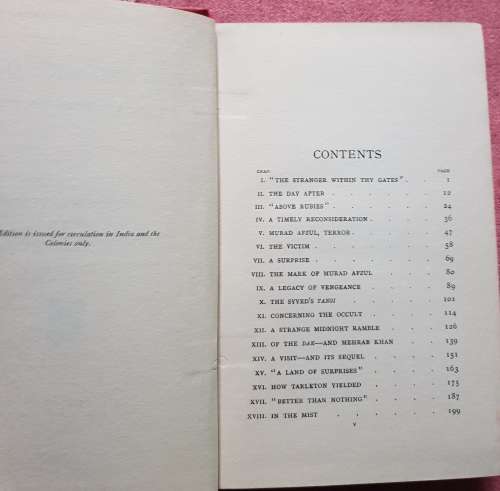 Edition is issued for circulation in India and the
Colonies only.
CONTENTS
CHAP. PAGE
I. "THE STRANGER WITHIN THY GATES" . . 1
II. THE DAY AFTER . . . . 12
III. "ABOVE RUBIES" . . . . 24
IV. A TIMELY RECONSIDERATION . . . 36
V. MURAD AFZUL, TERROR . . . . 47
VI. THE VICTIM . . . . . 58
VII. A SURPRISE . . . . . 69
VIII. THE MARK OF MURAD AFZUL . . . 80
IX. A LEGACY OF VENGEANCE . . . 89
X. THE SYYED'S TANGI . . . . 101
XI. CONCERNING THE OCCULT . . . 114
XII. A STRANGE MIDNIGHT RAMBLE . . . 126
XIII. OF THE DAK—AND MEHRAB KHAN . . 139
XIV. A VISIT—AND ITS SEQUEL . . . 151
XV. "A LAND OF SURPRISES" . . . 163
XVI. HOW TARLETON YIELDED . . . 175
XVII. "BETTER THAN NOTHING" . . . 187
XVIII. IN THE MIST . . . . . 199
v